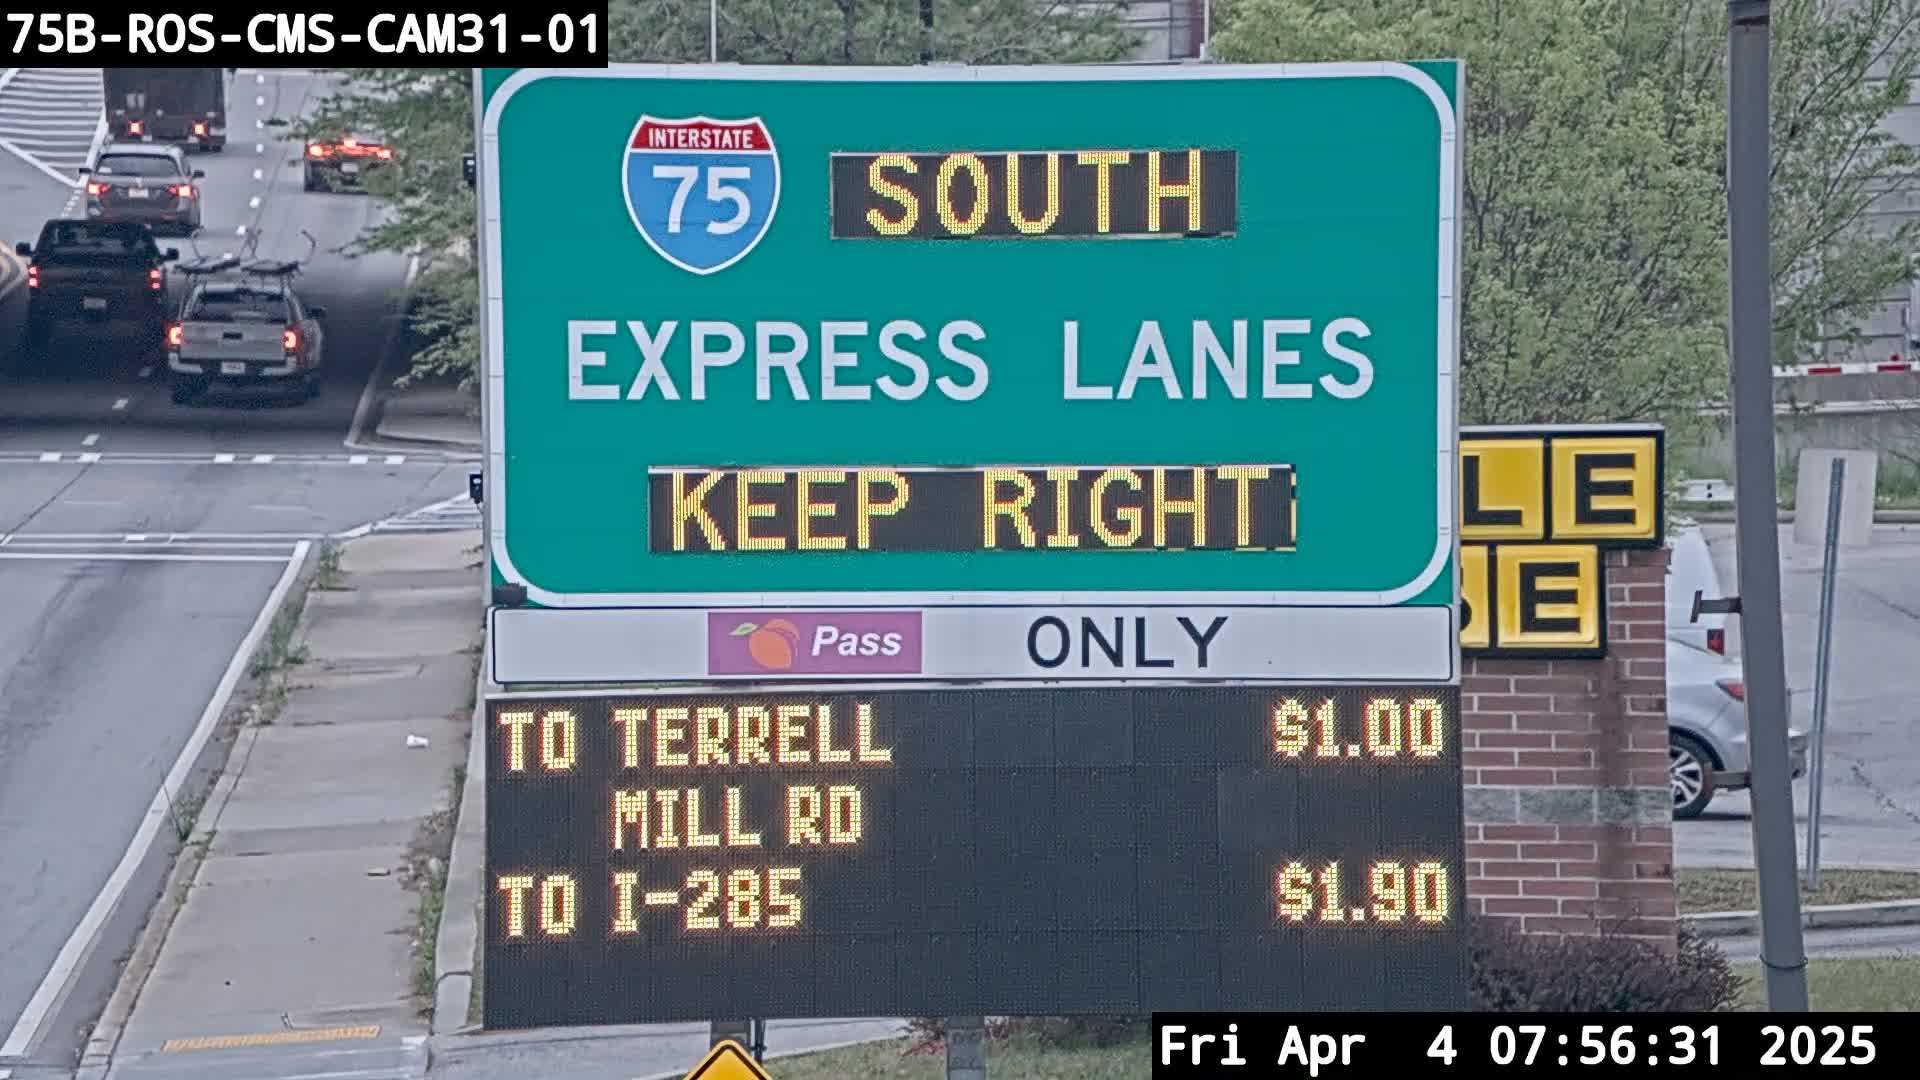 75B-ROS-CMS-CAM31-01
INTERSTATE
75
SOUTH
EXPRESS LANES
KEEP RIGHT
Pass ONLY
TO TERRELL $1.00
MILL RD
TO I-285 $1.90
LE
E
Fri Apr 4 07:56:31 2025